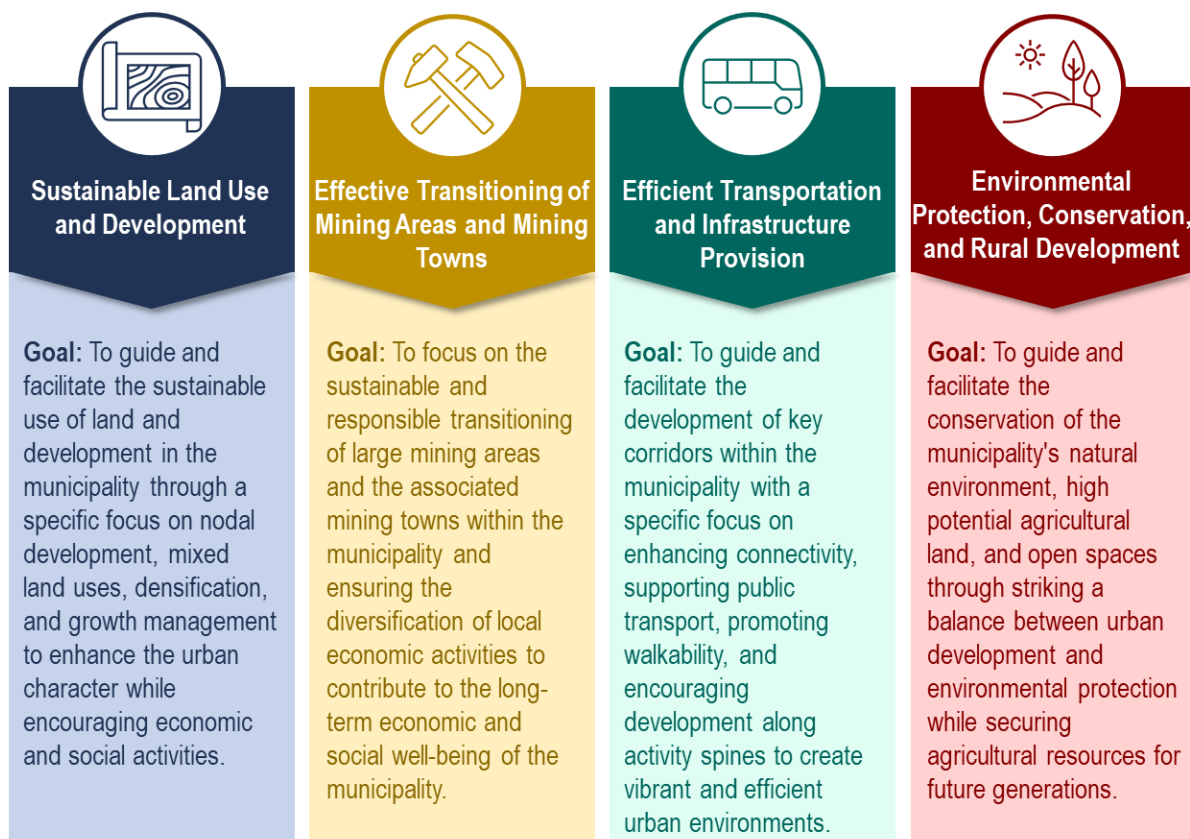 Sustainable Land Use
and Development
Goal: To guide and
facilitate the sustainable
use of land and
development in the
municipality through a
specific focus on nodal
development, mixed
land uses, densification,
and growth management
to enhance the urban
character while
encouraging economic
and social activities.
Effective Transitioning of
Mining Areas and Mining
Towns
Goal: To focus on the
sustainable and
responsible transitioning
of large mining areas
and the associated
mining towns within the
municipality and
ensuring the
diversification of local
economic activities to
contribute to the long-
term economic and
social well-being of the
municipality.
Efficient Transportation
and Infrastructure
Provision
Goal: To guide and
facilitate the
development of key
corridors within the
municipality with a
specific focus on
enhancing connectivity,
supporting public
transport, promoting
walkability, and
encouraging
development along
activity spines to create
vibrant and efficient
urban environments.
Environmental
Protection, Conservation,
and Rural Development
Goal: To guide and
facilitate the
conservation of the
municipality's natural
environment, high
potential agricultural
land, and open spaces
through striking a
balance between urban
development and
environmental protection
while securing
agricultural resources for
future generations.